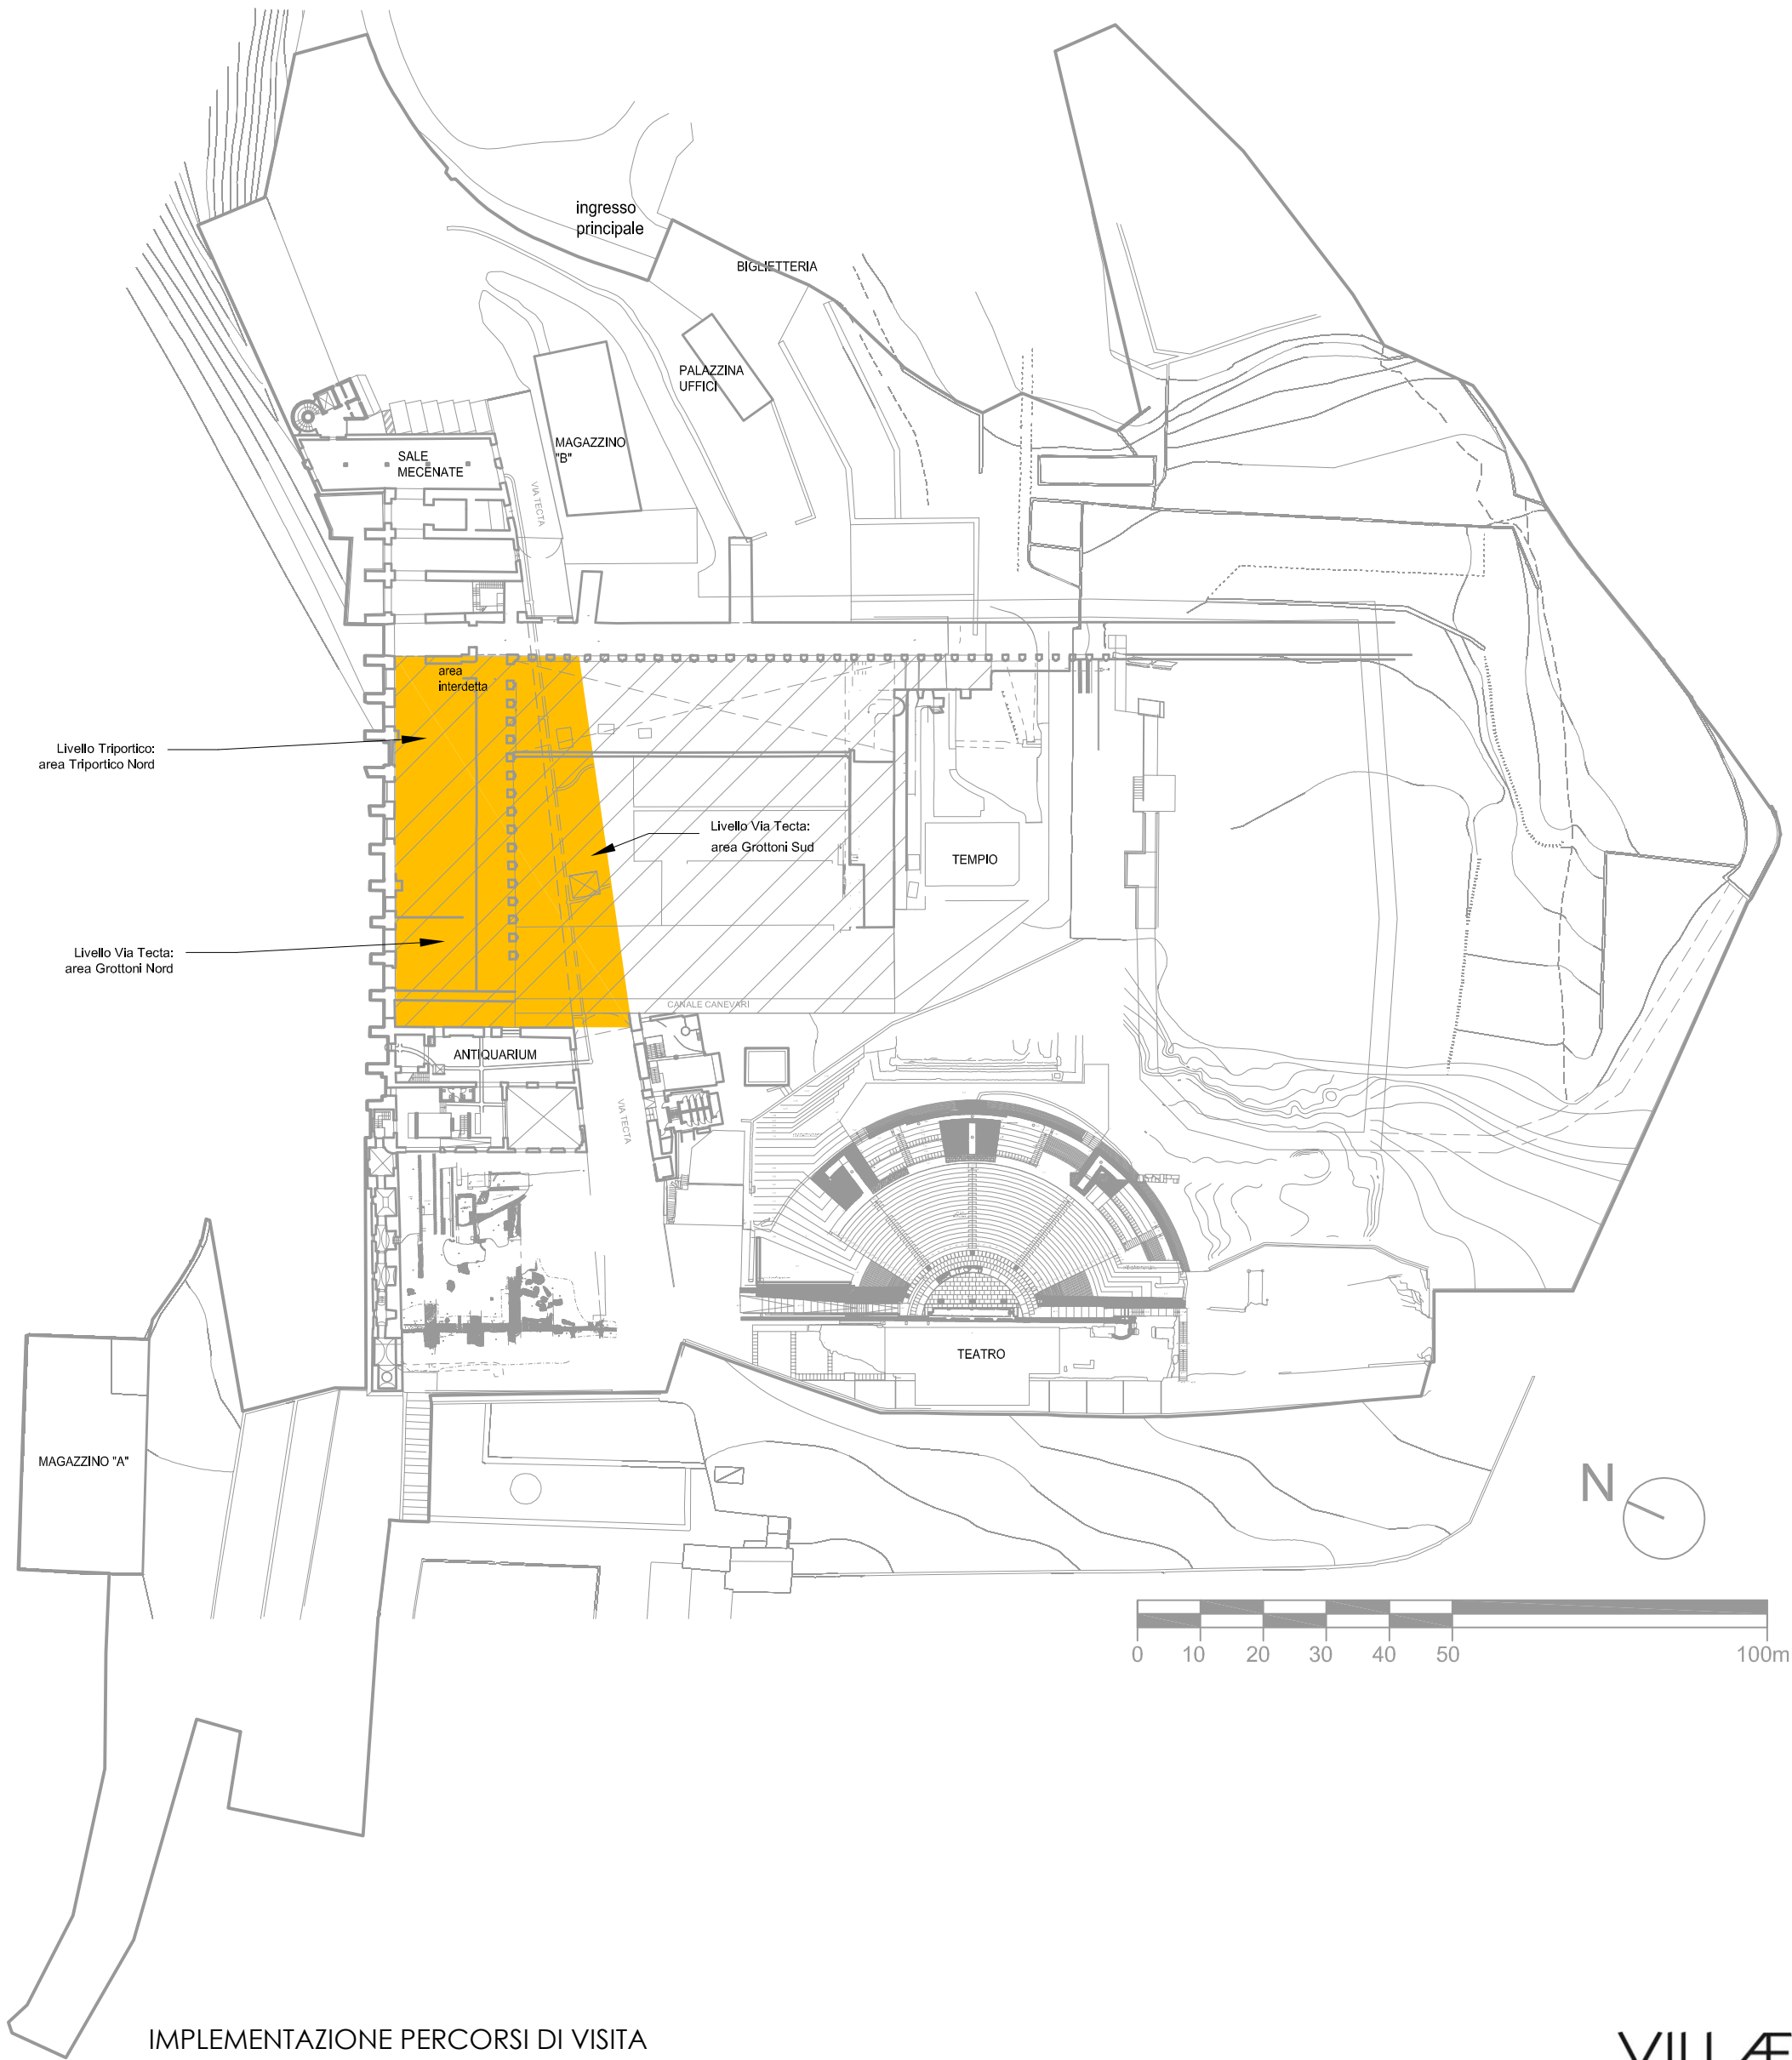 ingresso
principale
BIGLIETTERIA
PALAZZINA
UFFICI
MAGAZZINO
"B"
SALE
MECENATE
VIA TECTA
area
interdetta
Livello Triportico:
area Triportico Nord
Livello Via Tecta:
area Grottoni Sud
TEMPIO
Livello Via Tecta:
area Grottoni Nord
CANALE CANEVARI
ANTIQUARIUM
VIA TECTA
TEATRO
MAGAZZINO "A"
N
0 10 20 30 40 50 100m
IMPLEMENTAZIONE PERCORSI DI VISITA
VILLÆ